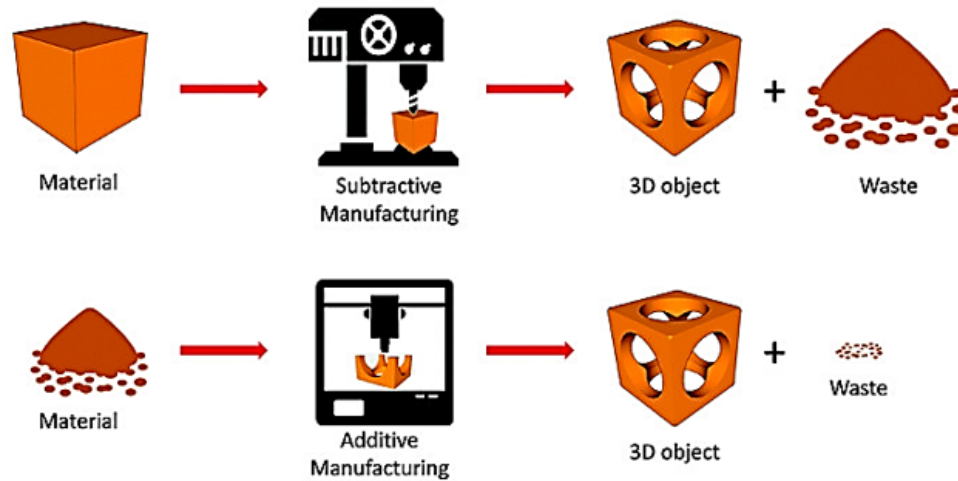 Material
Subtractive
Manufacturing
3D object
+
Waste
Material
Additive
Manufacturing
3D object
+
Waste